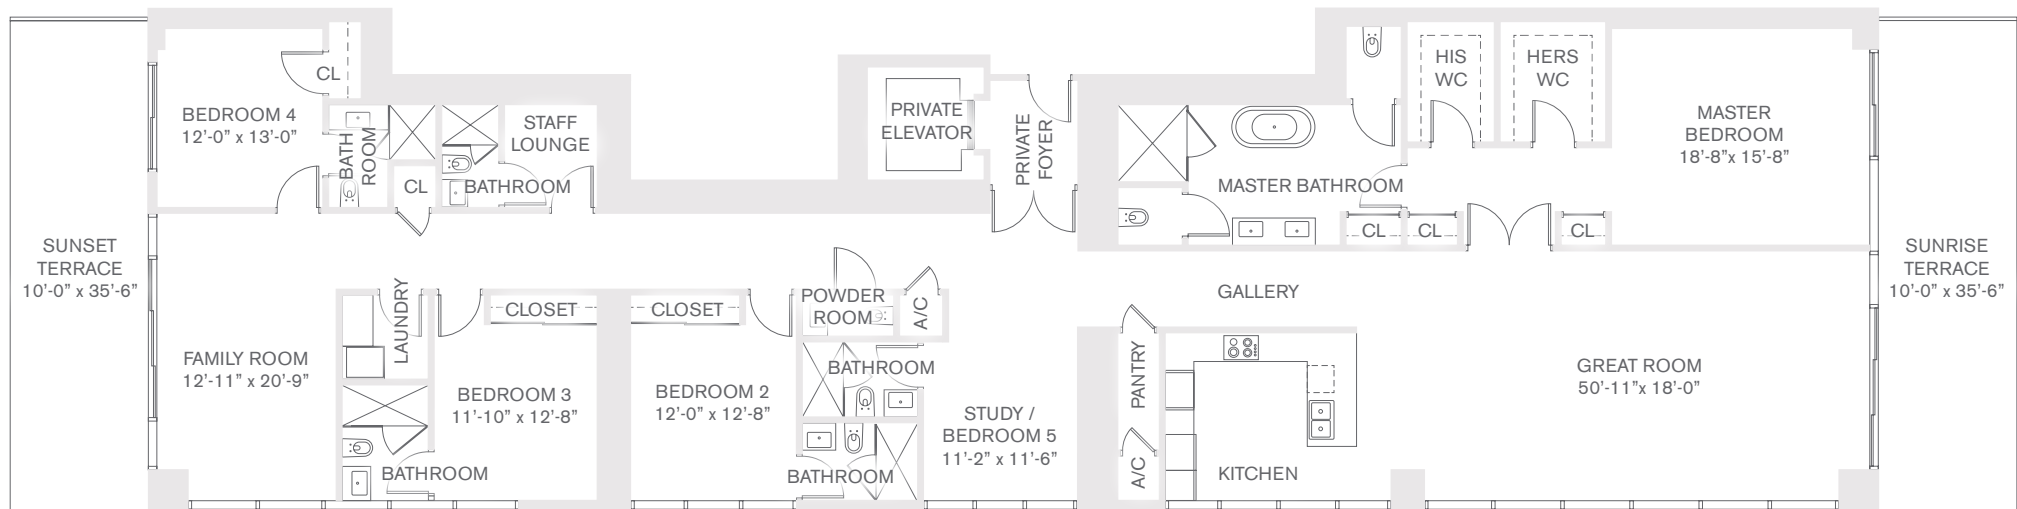 SUNSET
TERRACE
10’-0” x 35’-6”
BEDROOM 4
12’-0” x 13’-0”
CL
BATH
ROOM
CL
STAFF
LOUNGE
BATHROOM
PRIVATE
ELEVATOR
PRIVATE
FOYER
MASTER BATHROOM
CL
CL
CL
HIS
WC
HERS
WC
MASTER
BEDROOM
18’-8”x 15’-8”
SUNRISE
TERRACE
10’-0” x 35’-6”
FAMILY ROOM
12’-11” x 20’-9”
LAUNDRY
CLOSET
BEDROOM 3
11’-10” x 12’-8”
BATHROOM
CLOSET
BEDROOM 2
12’-0” x 12’-8”
POWDER
ROOM
A/C
BATHROOM
BATHROOM
STUDY /
BEDROOM 5
11’-2” x 11’-6”
GALLERY
PANTRY
A/C
KITCHEN
GREAT ROOM
50’-11”x 18’-0”